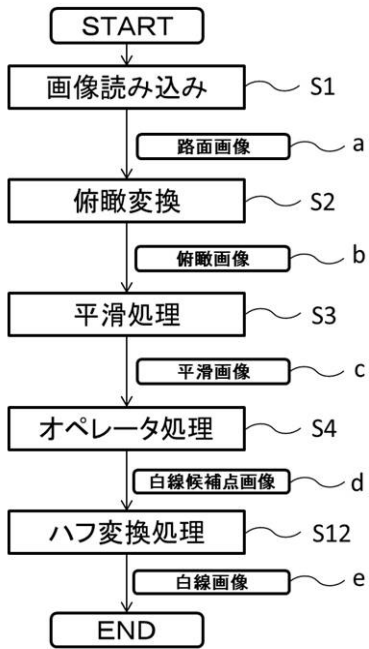 START
画像読み込み S1
路面画像 a
俯瞰変換 S2
俯瞰画像 b
平滑処理 S3
平滑画像 c
オペレータ処理 S4
白線候補点画像 d
ハフ変換処理 S12
白線画像 e
END